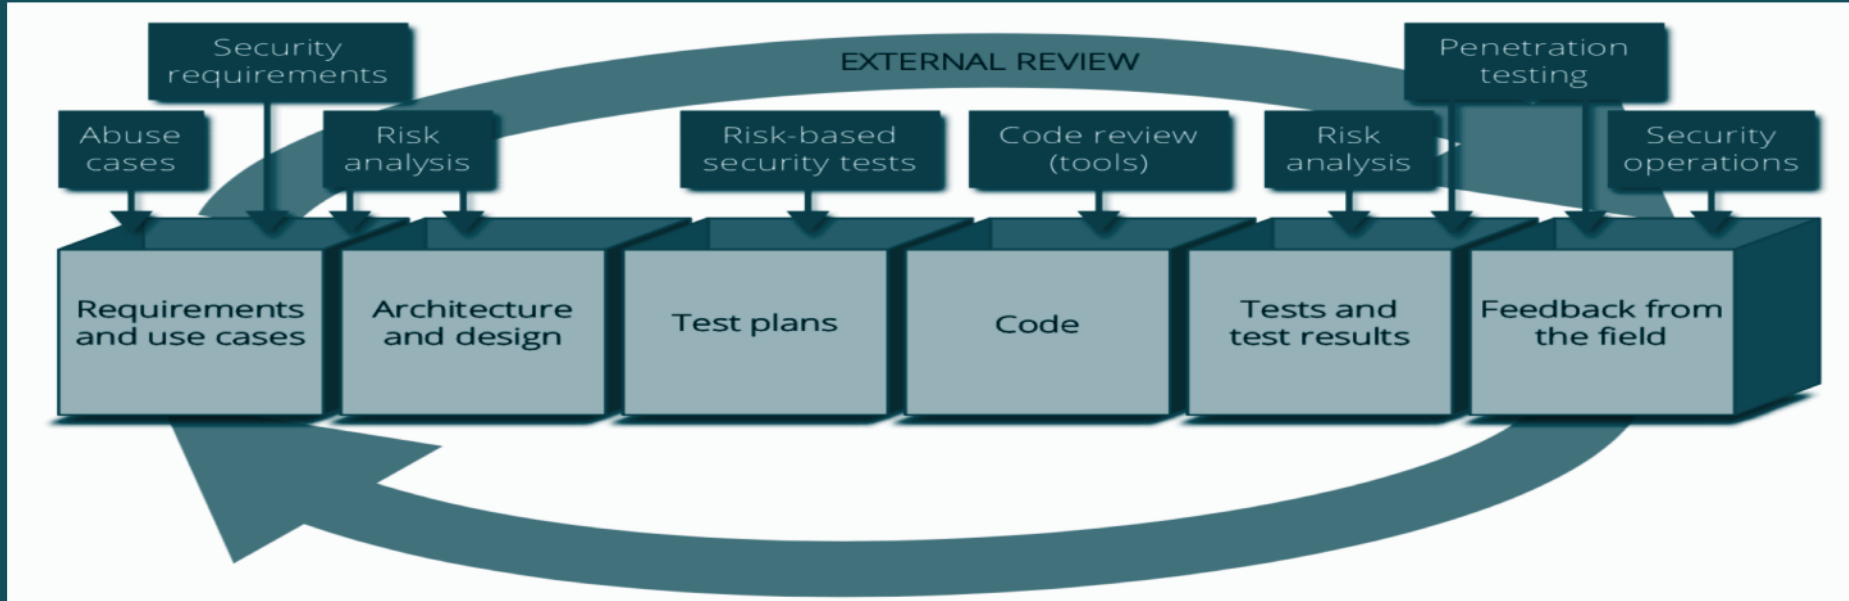 Security
requirements
EXTERNAL REVIEW
Penetration
testing
Abuse
cases
Risk
analysis
Risk-based
security tests
Code review
(tools)
Risk
analysis
Security
operations
Requirements
and use cases
Architecture
and design
Test plans
Code
Tests and
test results
Feedback from
the field